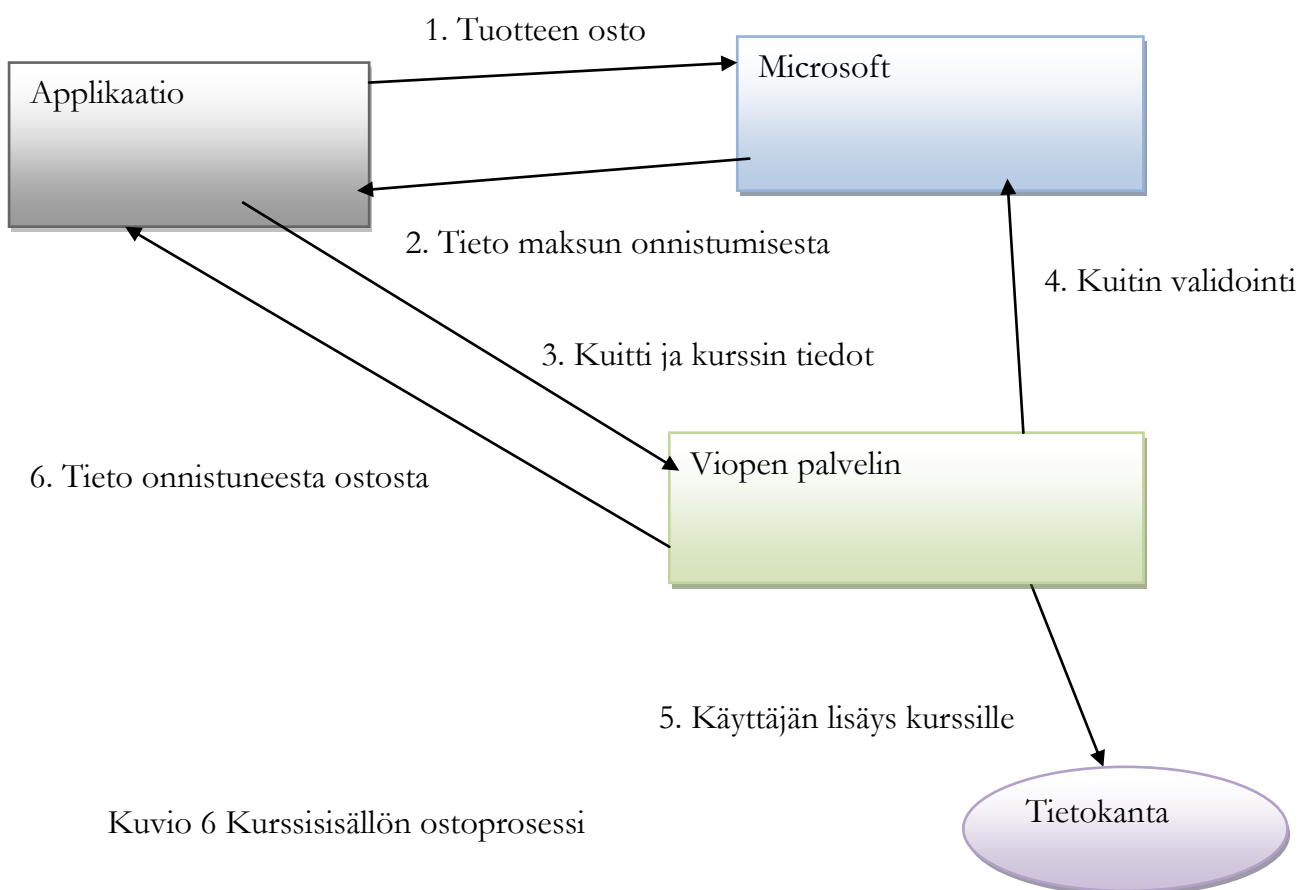 1. Tuotteen osto
Microsoft
Applikaatio
2. Tieto maksun onnistumisesta
4. Kuitin validointi
3. Kuitti ja kurssin tiedot
Viopen palvelin
6. Tieto onnistuneesta ostosta
5. Käyttäjän lisäys kurssille
Tietokanta
Kuvio 6 Kurssisisällön ostoprosessi